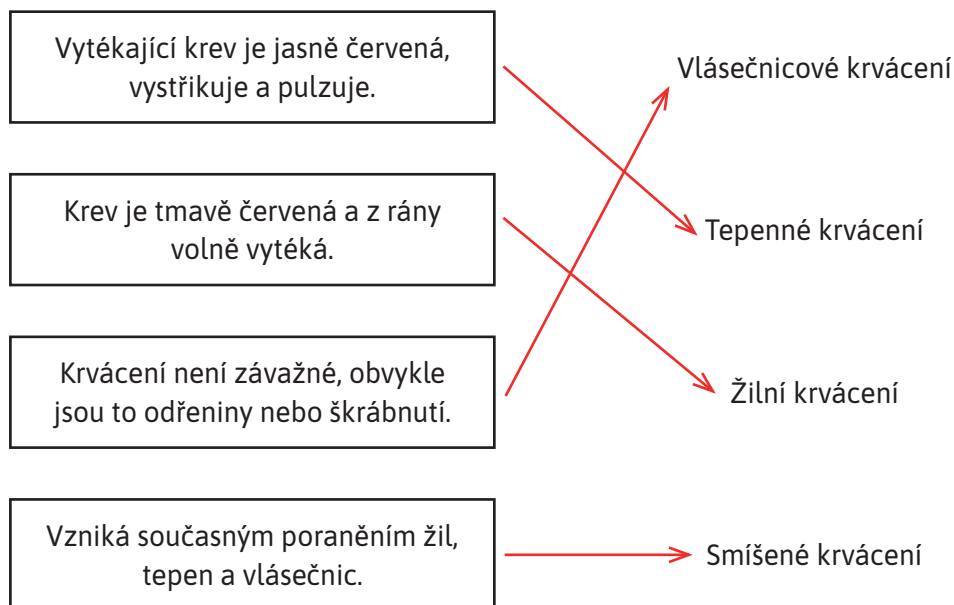 Vytékající krev je jasně červená,
vystřikuje a pulzuje.
Vlásečnicové krvácení
Krev je tmavě červená a z rány
volně vytéká.
Tepenné krvácení
Krvácení není závažné, obvykle
jsou to odřeniny nebo škrábnutí.
Žilní krvácení
Vzniká současným poraněním žil,
tepen a vlásečnic.
Smíšené krvácení